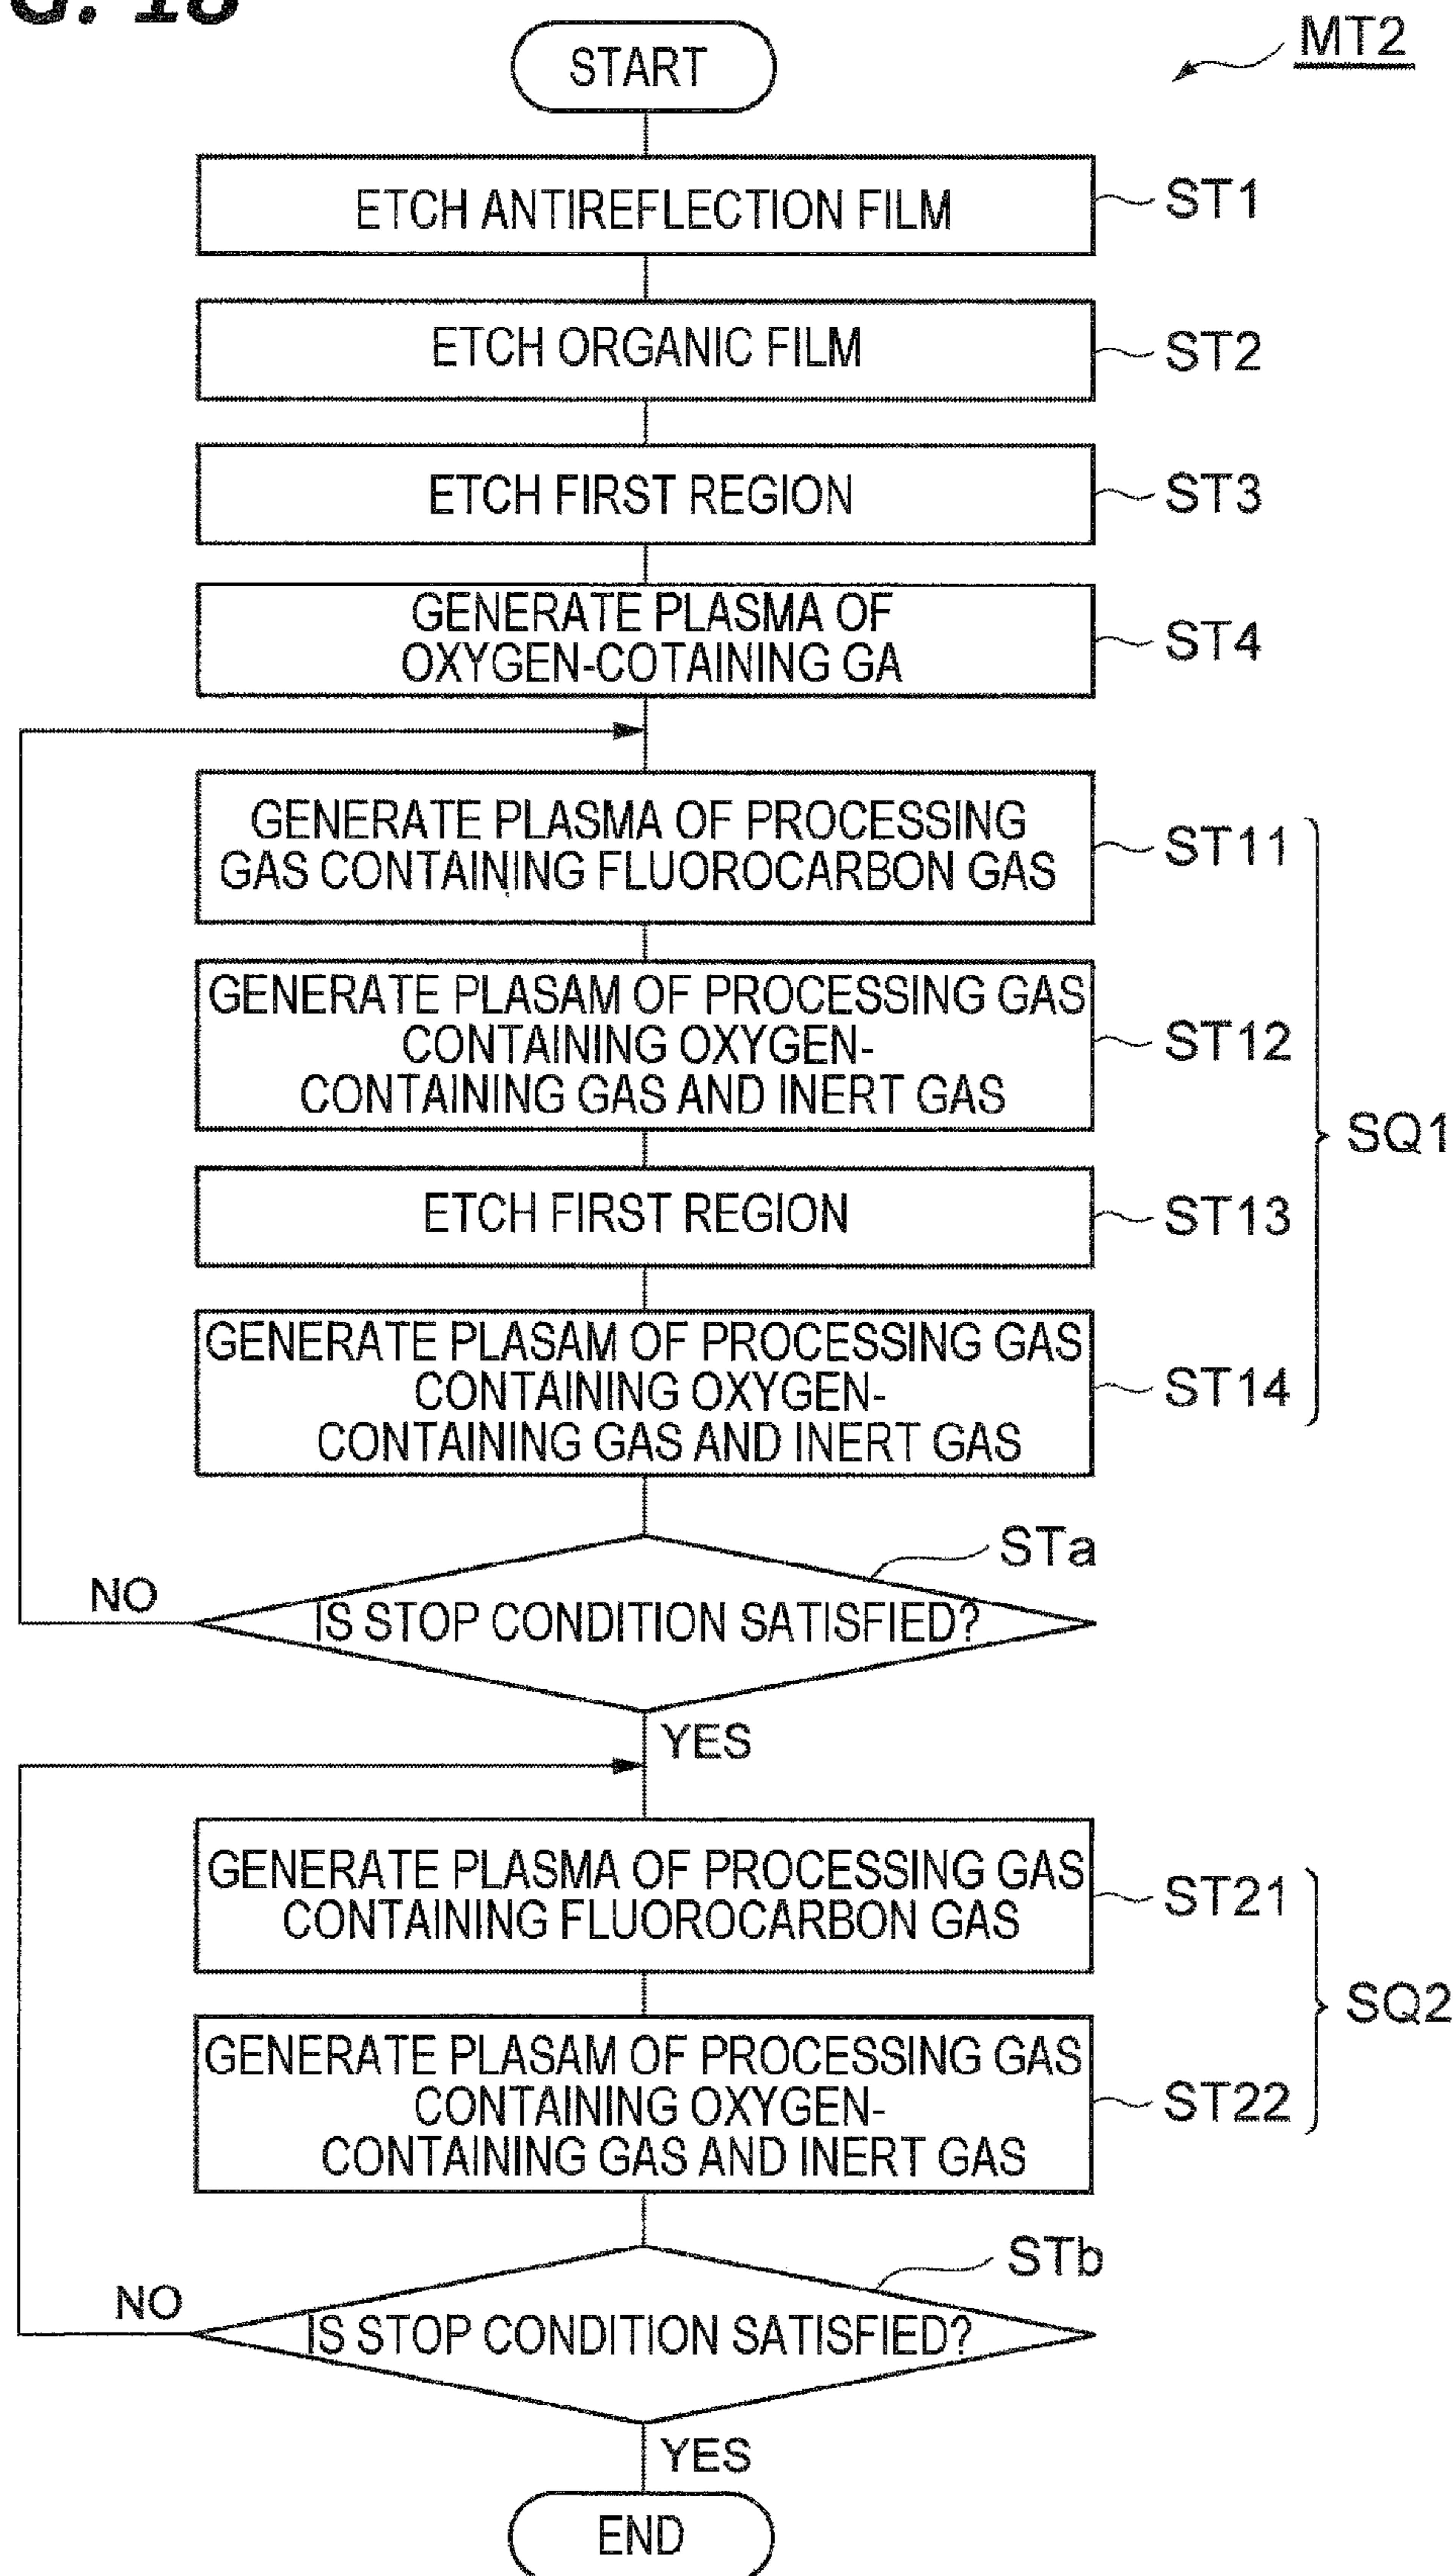 G. 18
MT2
START
ETCH ANTIREFLECTION FILM
ST1
ETCH ORGANIC FILM
ST2
ETCH FIRST REGION
ST3
GENERATE PLASMA OF
OXYGEN-COTAINING GA
ST4
GENERATE PLASMA OF PROCESSING
GAS CONTAINING FLUOROCARBON GAS
ST11
GENERATE PLASAM OF PROCESSING GAS
CONTAINING OXYGEN-
CONTAINING GAS AND INERT GAS
ST12
SQ1
ETCH FIRST REGION
ST13
GENERATE PLASAM OF PROCESSING GAS
CONTAINING OXYGEN-
CONTAINING GAS AND INERT GAS
ST14
STa
NO
IS STOP CONDITION SATISFIED?
YES
GENERATE PLASMA OF PROCESSING GAS
CONTAINING FLUOROCARBON GAS
ST21
SQ2
GENERATE PLASAM OF PROCESSING GAS
CONTAINING OXYGEN-
CONTAINING GAS AND INERT GAS
ST22
STb
NO
IS STOP CONDITION SATISFIED?
YES
END